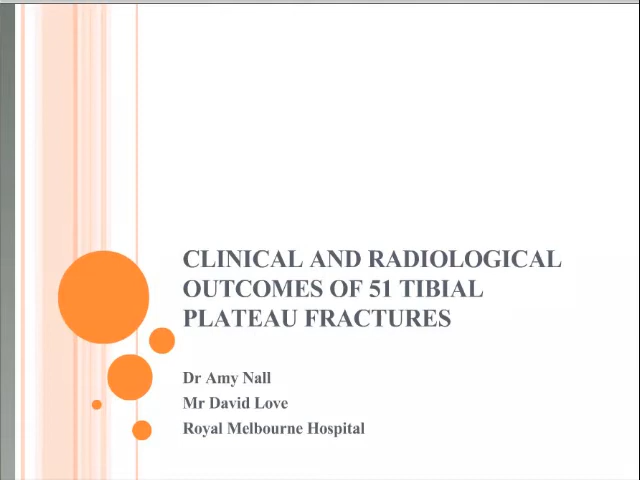 CLINICAL AND RADIOLOGICAL
OUTCOMES OF 51 TIBIAL
PLATEAU FRACTURES
Dr Amy Nall
Mr David Love
Royal Melbourne Hospital